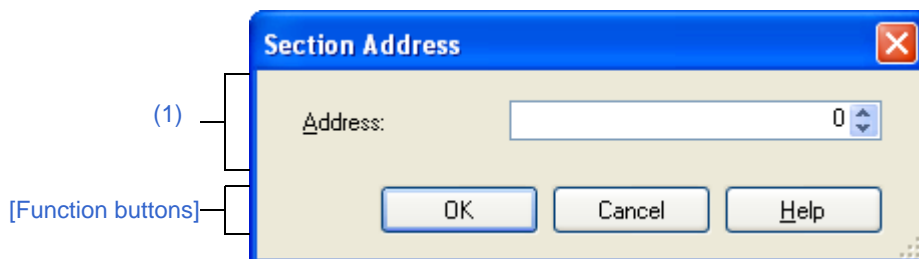 Section Address
(1)
Address:
0
[Function buttons]
OK
Cancel
Help